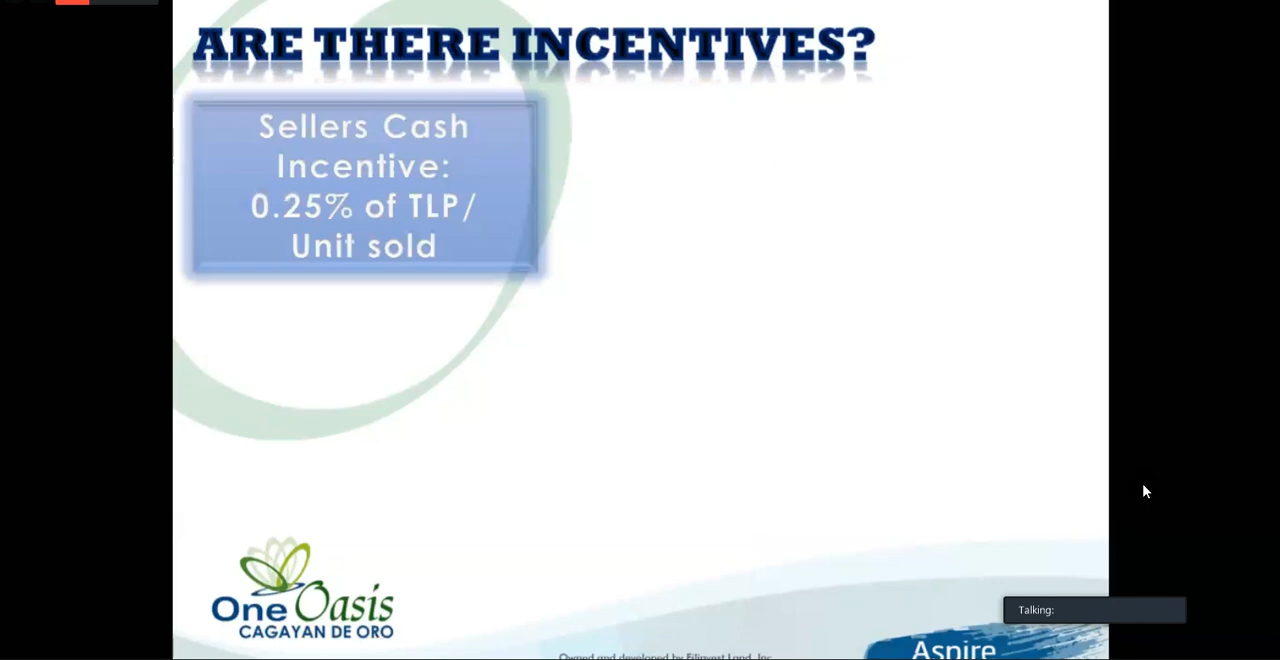 ARE THERE INCENTIVES?
Sellers Cash
Incentive:
0.25% of TLP/
Unit sold
One Oasis
CAGAYAN DE ORO
Talking:
Owned and developed by Filinvest Land, Inc.
Aspire